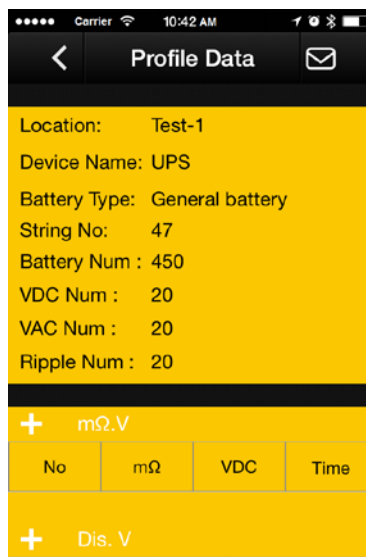 Carrier 10:42 AM
Profile Data
Location: Test-1
Device Name: UPS
Battery Type: General battery
String No: 47
Battery Num : 450
VDC Num : 20
VAC Num : 20
Ripple Num : 20
+ mΩ.V
No mΩ VDC Time
+ Dis. V